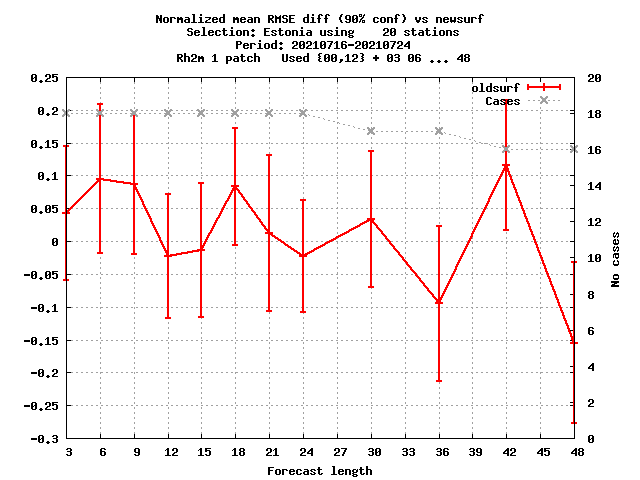 Normalized mean RMSE diff (90% conf) vs newsurf
Selection: Estonia using    20 stations
Period: 20210716-20210724
Rh2m 1 patch   Used {00,12} + 03 06 ... 48
oldsurf
Cases
0.25
0.2
0.15
0.1
0.05
0
-0.05
-0.1
-0.15
-0.2
-0.25
-0.3
20
18
16
14
12
10
8
6
4
2
0
No cases
3 6 9 12 15 18 21 24 27 30 33 36 39 42 45 48
Forecast length